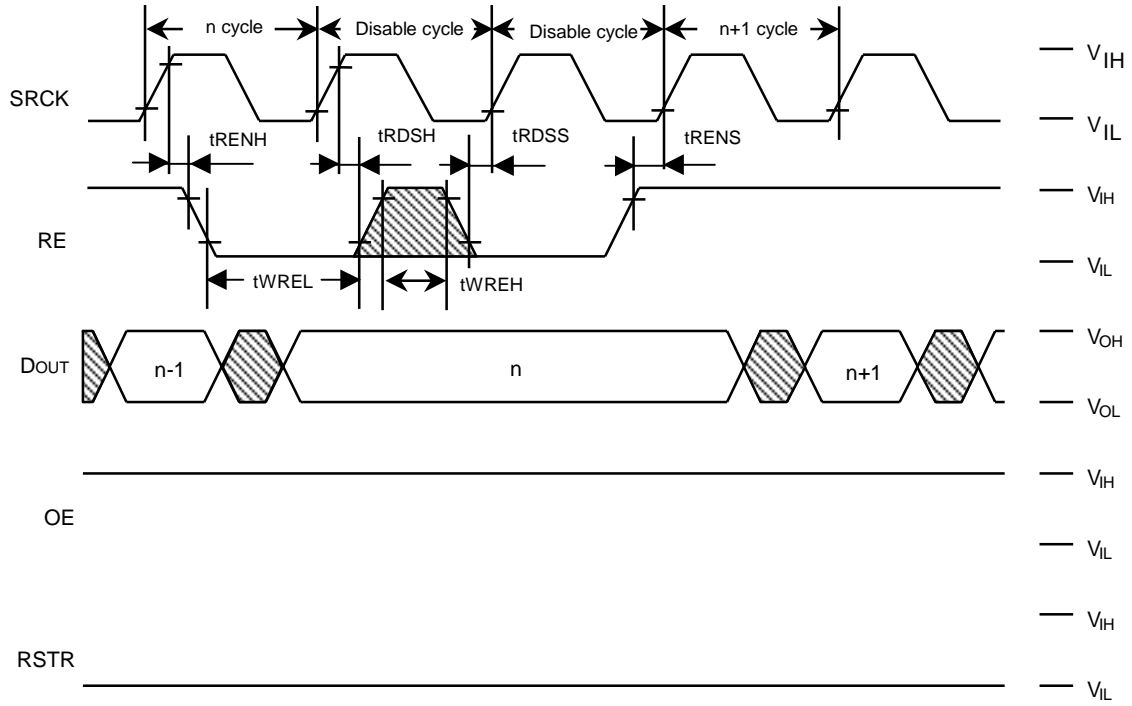 n cycle
Disable cycle
Disable cycle
n+1 cycle
VIH
SRCK
VIL
tRENH
tRDSH
tRDSS
tRENS
VIH
RE
VIL
tWREL
tWREH
VOH
DOUT
n-1
n
n+1
VOL
VIH
OE
VIL
VIH
RSTR
VIL